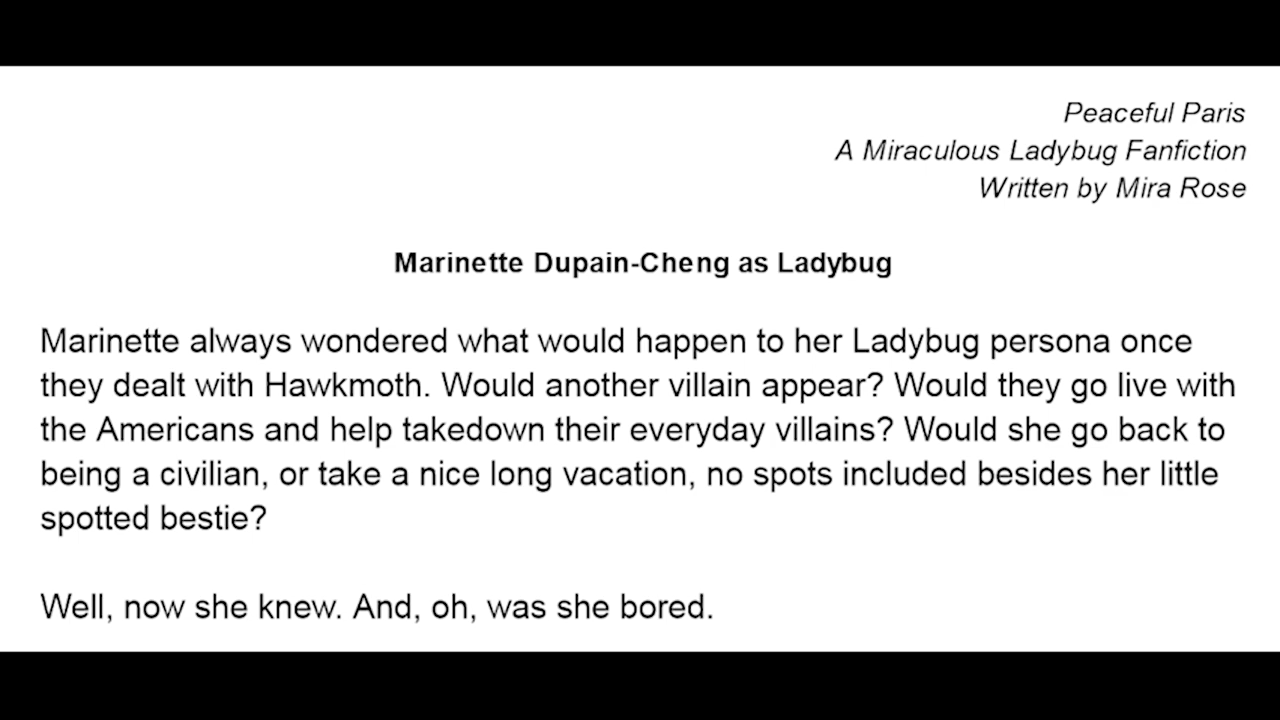 Peaceful Paris
A Miraculous Ladybug Fanfiction
Written by Mira Rose
Marinette Dupain-Cheng as Ladybug
Marinette always wondered what would happen to her Ladybug persona once
they dealt with Hawkmoth. Would another villain appear? Would they go live with
the Americans and help takedown their everyday villains? Would she go back to
being a civilian, or take a nice long vacation, no spots included besides her little
spotted bestie?
Well, now she knew. And, oh, was she bored.